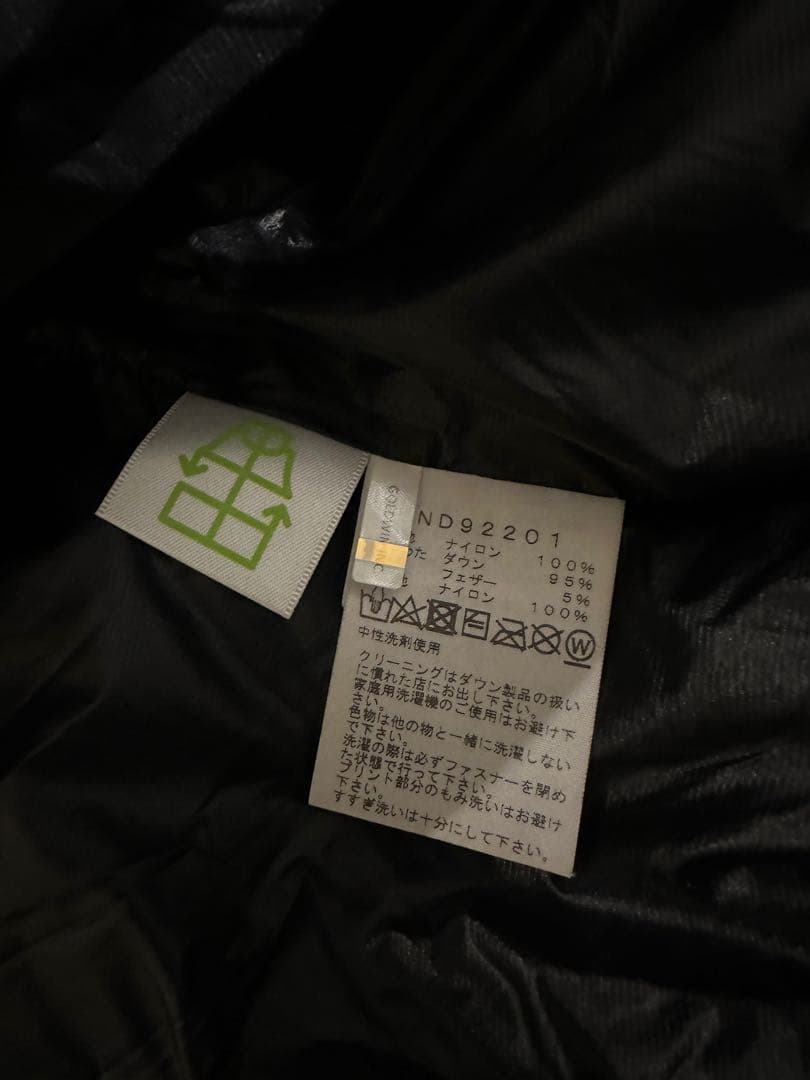 GOLDWIN INC
ND92201
ナイロン 100%
わた ダウン 95%
フェザー 5%
ナイロン 100%
W
中性洗剤使用
クリーニングはダウン製品の扱い
に慣れた店にお出し下さい。
家庭用洗濯機のご使用はお避け下
さい。
色物は他の物と一緒に洗濯しない
で下さい。
洗濯の際は必ずファスナーを閉め
た状態で行って下さい。
プリント部分のもみ洗いはお避け
下さい。
すすぎ洗いは十分にして下さい。